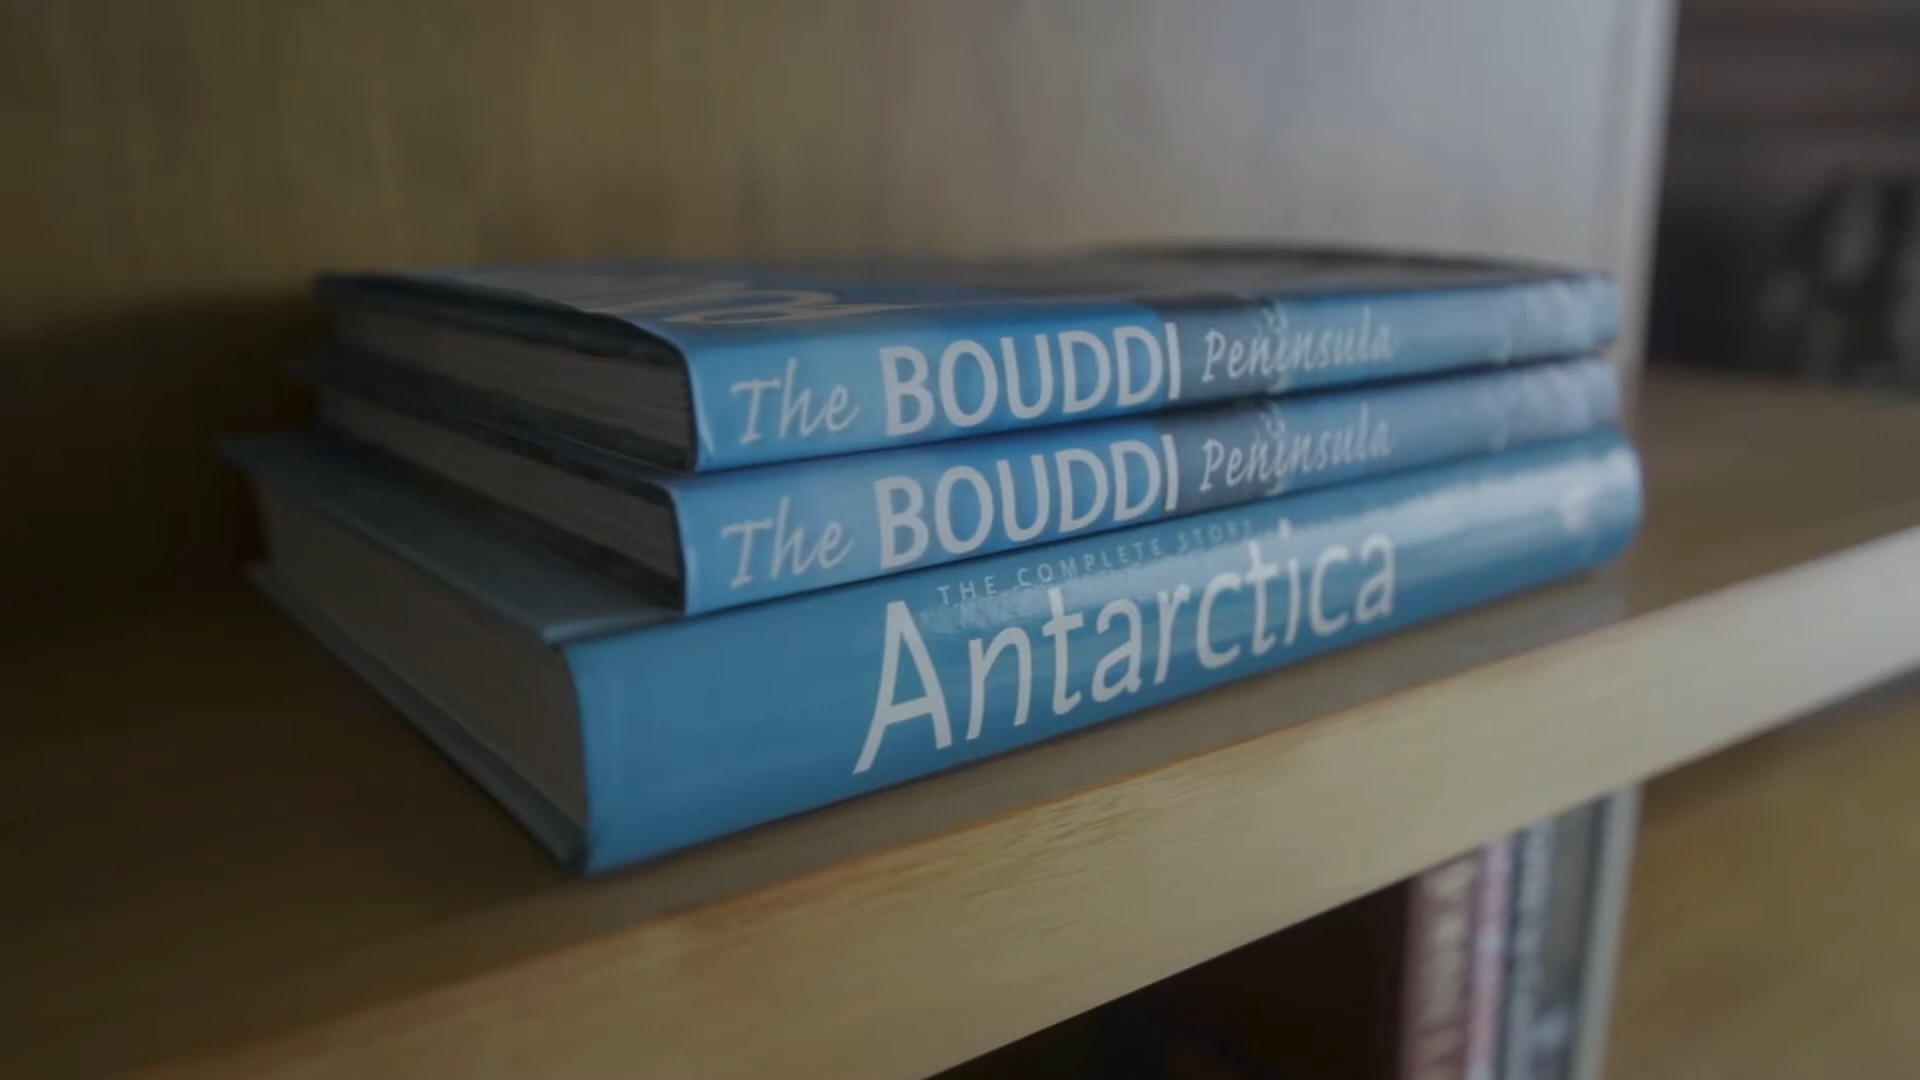 The BOUDDI Peninsula
The BOUDDI Peninsula
THE COMPLETE STORY
Antarctica